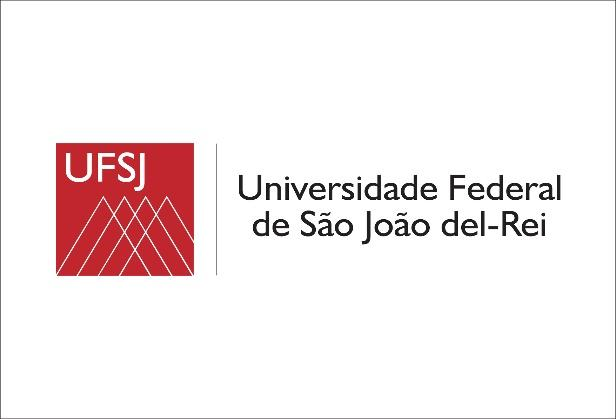 UFSJ
Universidade Federal
de São João del-Rei